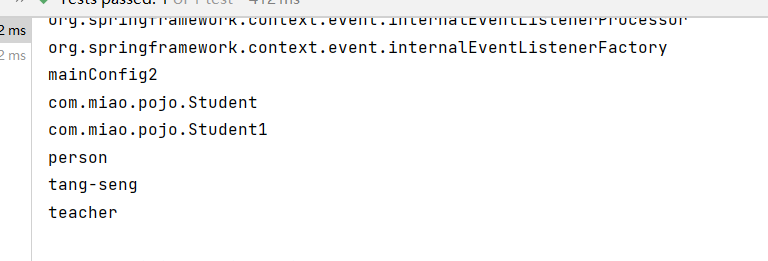 Tests passed: 1 of 1 test – 412 ms
2 ms
org.springframework.context.event.internalEventListenerProcessor
org.springframework.context.event.internalEventListenerFactory
2 ms
mainConfig2
com.miao.pojo.Student
com.miao.pojo.Student1
person
tang-seng
teacher